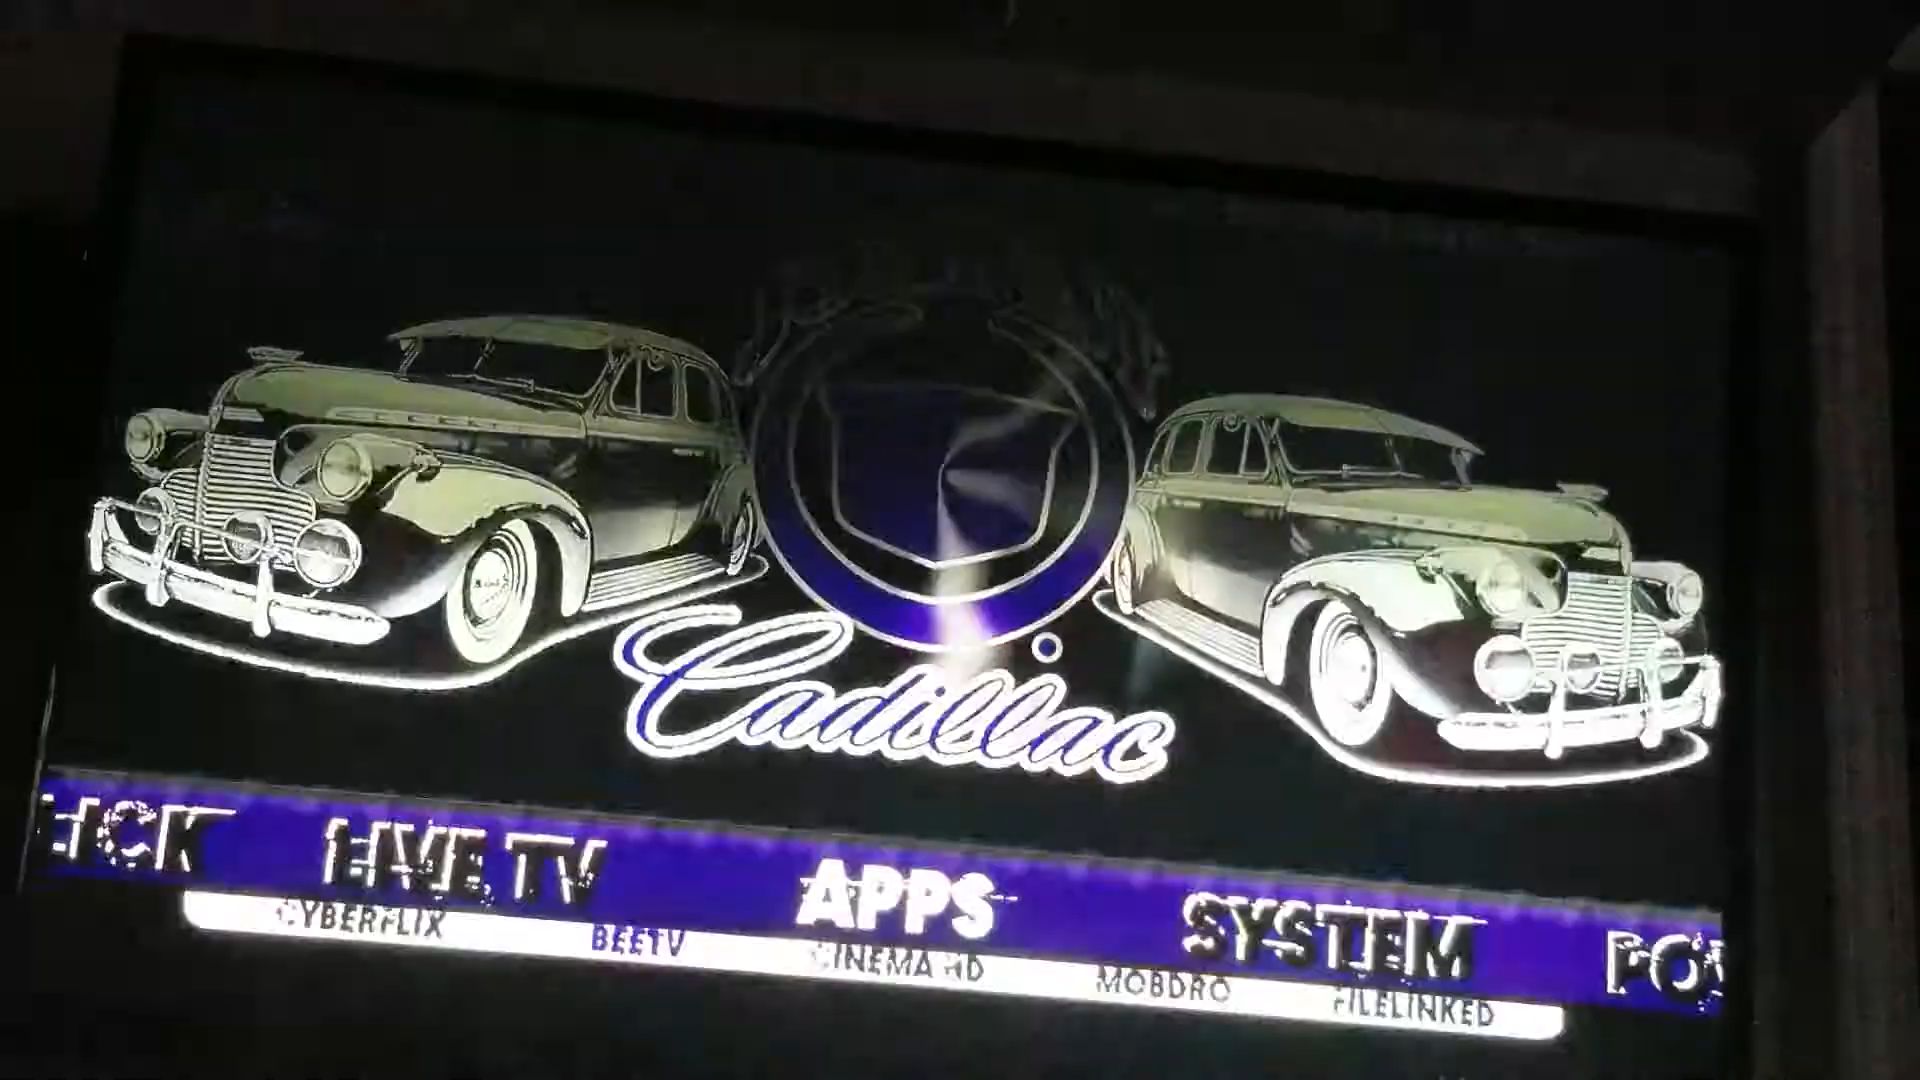 Cadillac
LIVE TV APPS SYSTEM
CYBERFLIX BEETV CINEMA HD MOBDRO FILELINKED